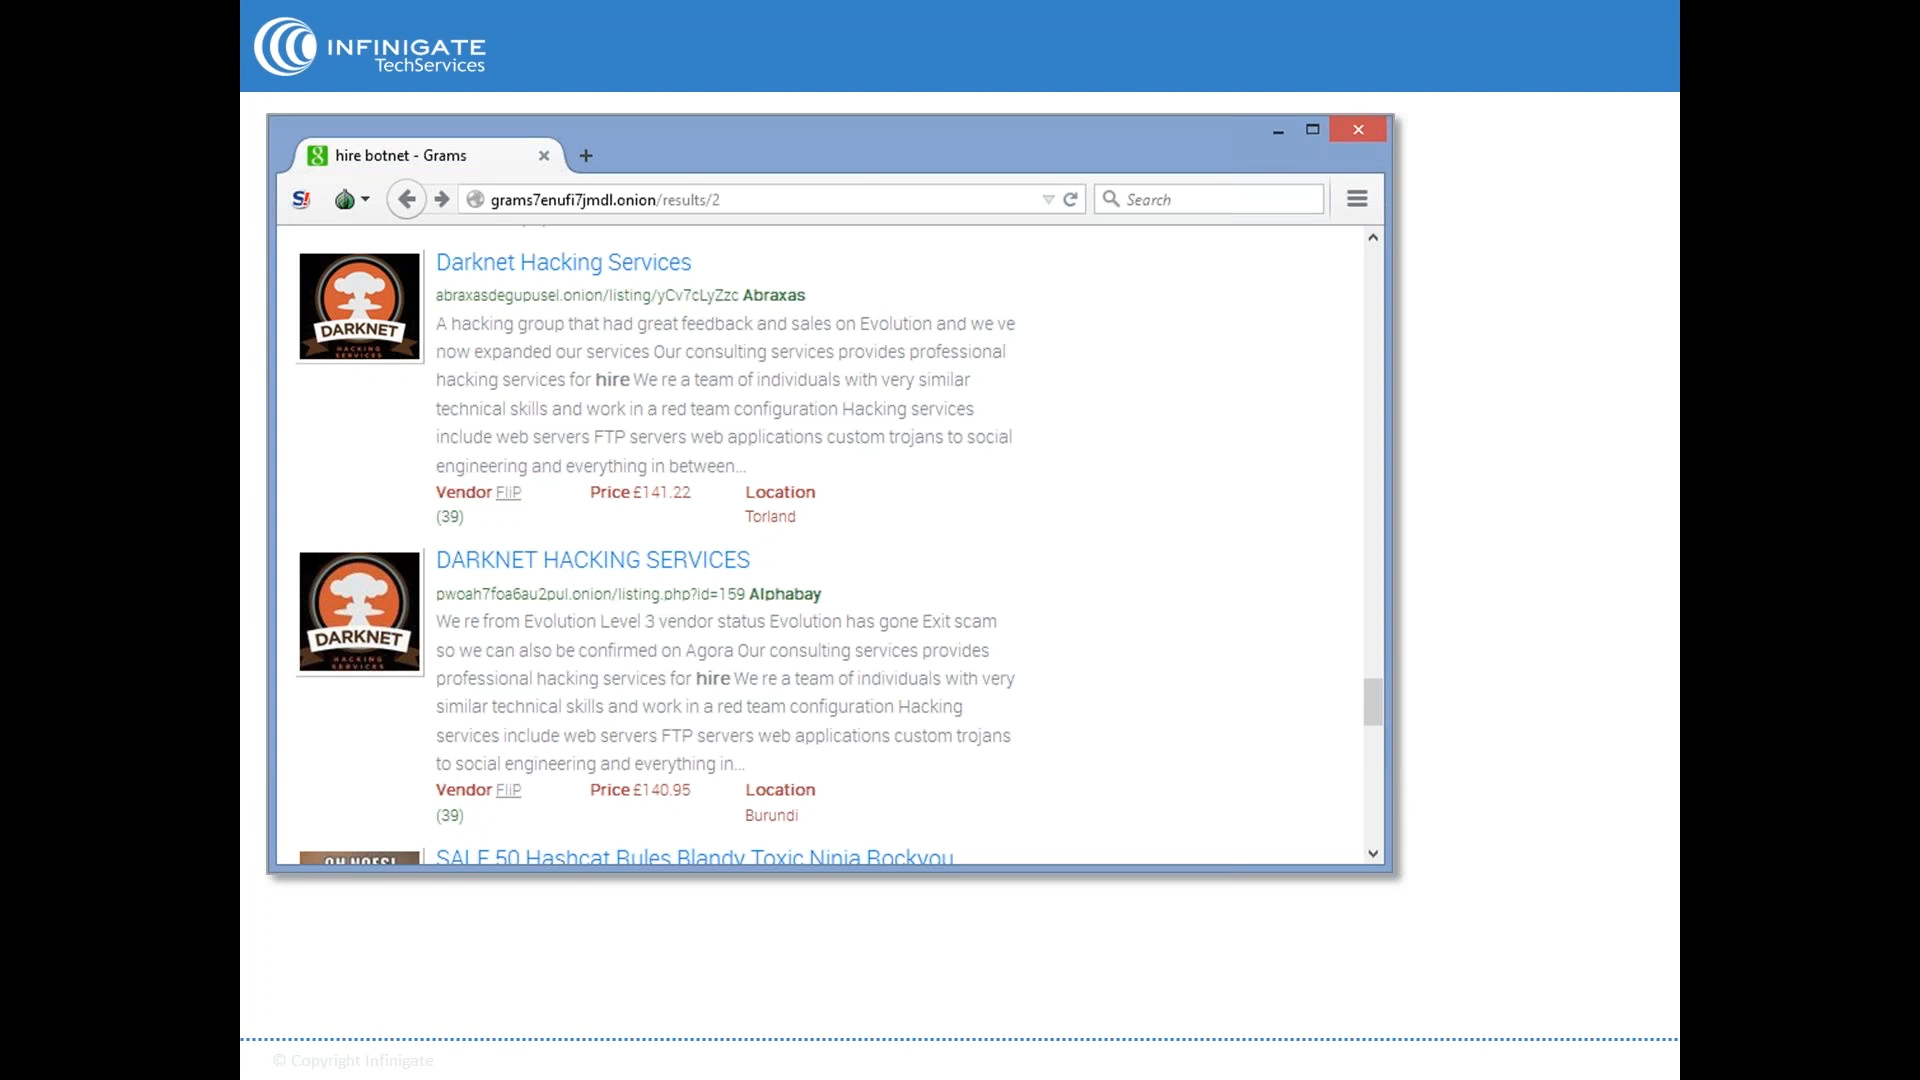 INFINIGATE
TechServices
hire botnet - Grams
grams7enufi7jmdl.onion/results/2
Search
Darknet Hacking Services
abraxasdegupusel.onion/listing/yCv7cLyZzc Abraxas
A hacking group that had great feedback and sales on Evolution and we ve
now expanded our services Our consulting services provides professional
hacking services for hire We re a team of individuals with very similar
technical skills and work in a red team configuration Hacking services
include web servers FTP servers web applications custom trojans to social
engineering and everything in between...
Vendor FliP Price £141.22 Location
(39) Torland
DARKNET
HACKING
SERVICES
DARKNET HACKING SERVICES
pwoah7foa6au2pul.onion/listing.php?id=159 Alphabay
We re from Evolution Level 3 vendor status Evolution has gone Exit scam
so we can also be confirmed on Agora Our consulting services provides
professional hacking services for hire We re a team of individuals with very
similar technical skills and work in a red team configuration Hacking
services include web servers FTP servers web applications custom trojans
to social engineering and everything in...
Vendor FliP Price £140.95 Location
(39) Burundi
DARKNET
HACKING
SERVICES
OH NOES!
SALE 50 Hashcat Rules Blandy Toxic Ninja Rockyou
© Copyright Infinigate